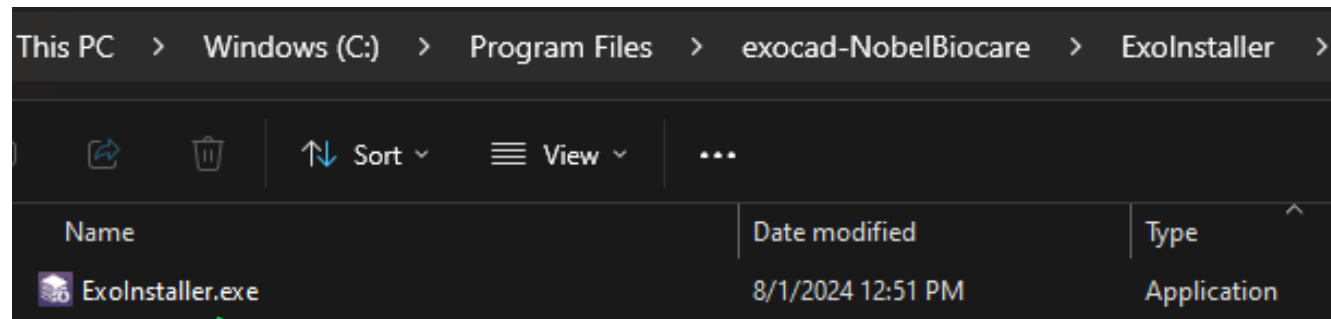 This PC > Windows (C:) > Program Files > exocad-NobelBiocare > ExoInstaller >
Sort View •••
Name Date modified Type
ExoInstaller.exe 8/1/2024 12:51 PM Application